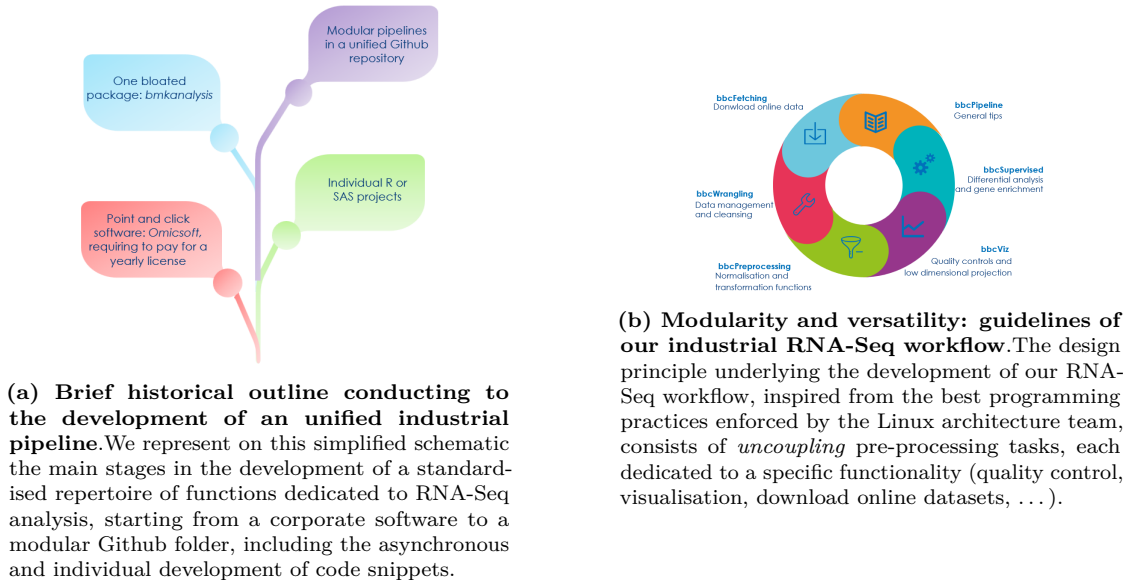 Modular pipelines
in a unified Github
repository
One bloated
package: bmkanalysis
Individual R or
SAS projects
Point and click
software: Omicsoft,
requiring to pay for a
yearly license
(a) Brief historical outline conducting to
the development of an unified industrial
pipeline.We represent on this simplified schematic
the main stages in the development of a standard-
ised repertoire of functions dedicated to RNA-Seq
analysis, starting from a corporate software to a
modular Github folder, including the asynchronous
and individual development of code snippets.
bbcFetching
Donwload online data
bbcPipeline
General tips
bbcSupervised
Differential analysis
and gene enrichment
bbcWrangling
Data management
and cleansing
bbcViz
Quality controls and
low dimensional projection
bbcPreprocessing
Normalisation and
transformation functions
(b) Modularity and versatility: guidelines of
our industrial RNA-Seq workflow.The design
principle underlying the development of our RNA-
Seq workflow, inspired from the best programming
practices enforced by the Linux architecture team,
consists of uncoupling pre-processing tasks, each
dedicated to a specific functionality (quality control,
visualisation, download online datasets, ...).